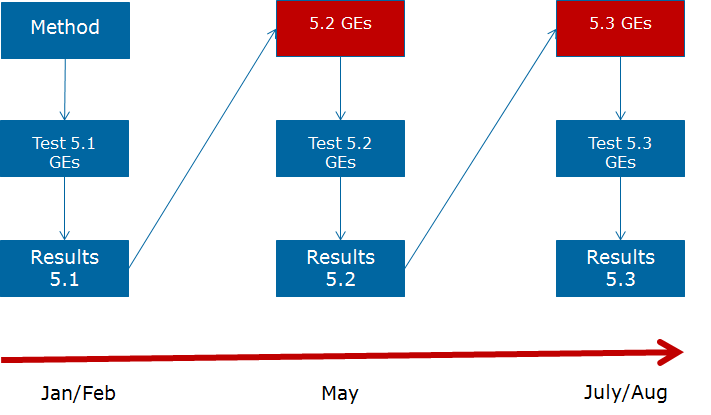 Method
5.2 GEs
5.3 GEs
Test 5.1
GEs
Test 5.2
GEs
Test 5.3
GEs
Results
5.1
Results
5.2
Results
5.3
Jan/Feb
May
July/Aug